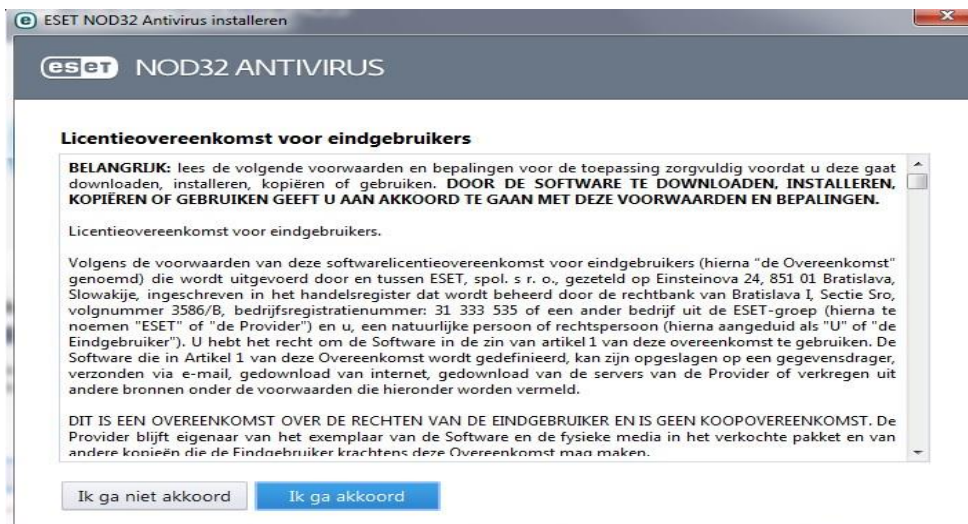 ESET NOD32 Antivirus installeren
eset NOD32 ANTIVIRUS
Licentieovereenkomst voor eindgebruikers
BELANGRIJK: lees de volgende voorwaarden en bepalingen voor de toepassing zorgvuldig voordat u deze gaat
downloaden, installeren, kopiëren of gebruiken. DOOR DE SOFTWARE TE DOWNLOADEN, INSTALLEREN,
KOPIËREN OF GEBRUIKEN GEEFT U AAN AKKOORD TE GAAN MET DEZE VOORWAARDEN EN BEPALINGEN.
Licentieovereenkomst voor eindgebruikers.
Volgens de voorwaarden van deze softwarelicentieovereenkomst voor eindgebruikers (hierna "de Overeenkomst"
genoemd) die wordt uitgevoerd door en tussen ESET, spol. s r. o., gezeteld op Einsteinova 24, 851 01 Bratislava,
Slowakije, ingeschreven in het handelsregister dat wordt beheerd door de rechtbank van Bratislava I, Sectie Sro,
volgnummer 3586/B, bedrijfsregistratienummer: 31 333 535 of een ander bedrijf uit de ESET-groep (hierna te
noemen "ESET" of "de Provider") en u, een natuurlijke persoon of rechtspersoon (hierna aangeduid als "U" of "de
Eindgebruiker"). U hebt het recht om de Software in de zin van artikel 1 van deze overeenkomst te gebruiken. De
Software die in Artikel 1 van deze Overeenkomst wordt gedefinieerd, kan zijn opgeslagen op een gegevensdrager,
verzonden via e-mail, gedownload van internet, gedownload van de servers van de Provider of verkregen uit
andere bronnen onder de voorwaarden die hieronder worden vermeld.
DIT IS EEN OVEREENKOMST OVER DE RECHTEN VAN DE EINDGEBRUIKER EN IS GEEN KOOPOVEREENKOMST. De
Provider blijft eigenaar van het exemplaar van de Software en de fysieke media in het verkochte pakket en van
andere kopieën die de Eindgebruiker krachtens deze Overeenkomst mag maken.
Ik ga niet akkoord Ik ga akkoord